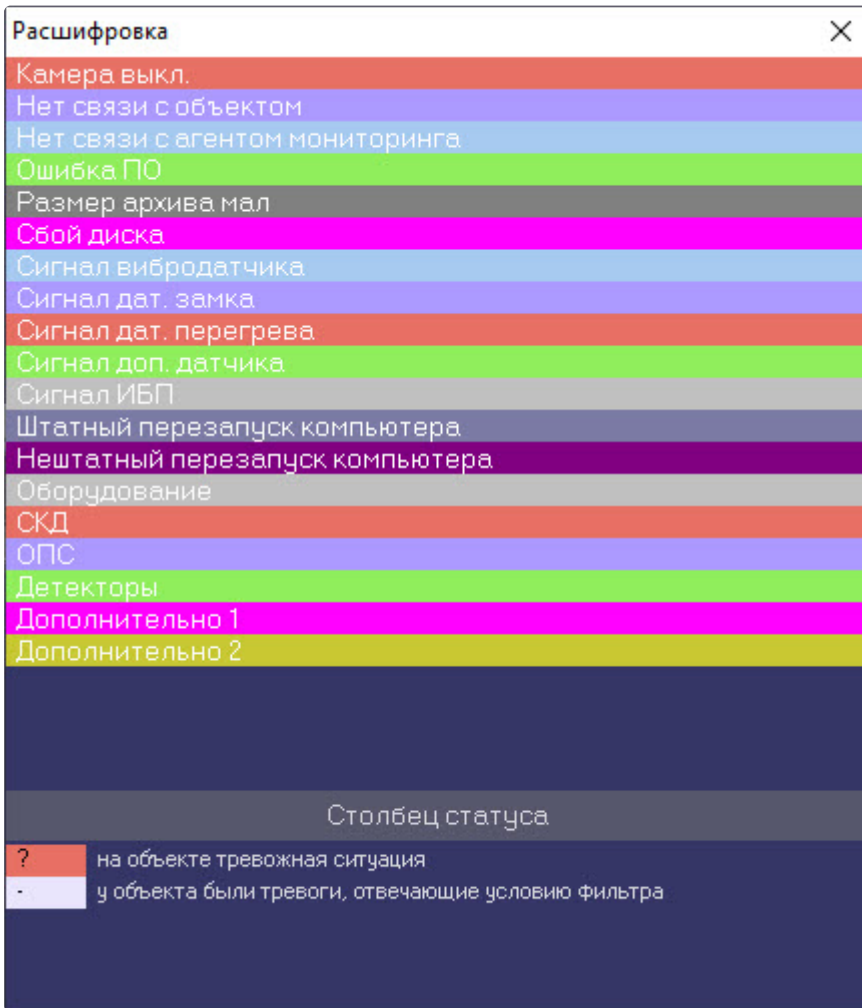 Расшифровка
Камера выкл.
Нет связи с объектом
Нет связи с агентом мониторинга
Ошибка ПО
Размер архива мал
Сбой диска
Сигнал вибродатчика
Сигнал дат. замка
Сигнал дат. перегрева
Сигнал доп. датчика
Сигнал ИБП
Штатный перезапуск компьютера
Нештатный перезапуск компьютера
Оборудование
СКД
ОПС
Детекторы
Дополнительно 1
Дополнительно 2
Столбец статуса
? на объекте тревожная ситуация
- у объекта были тревоги, отвечающие условию фильтра